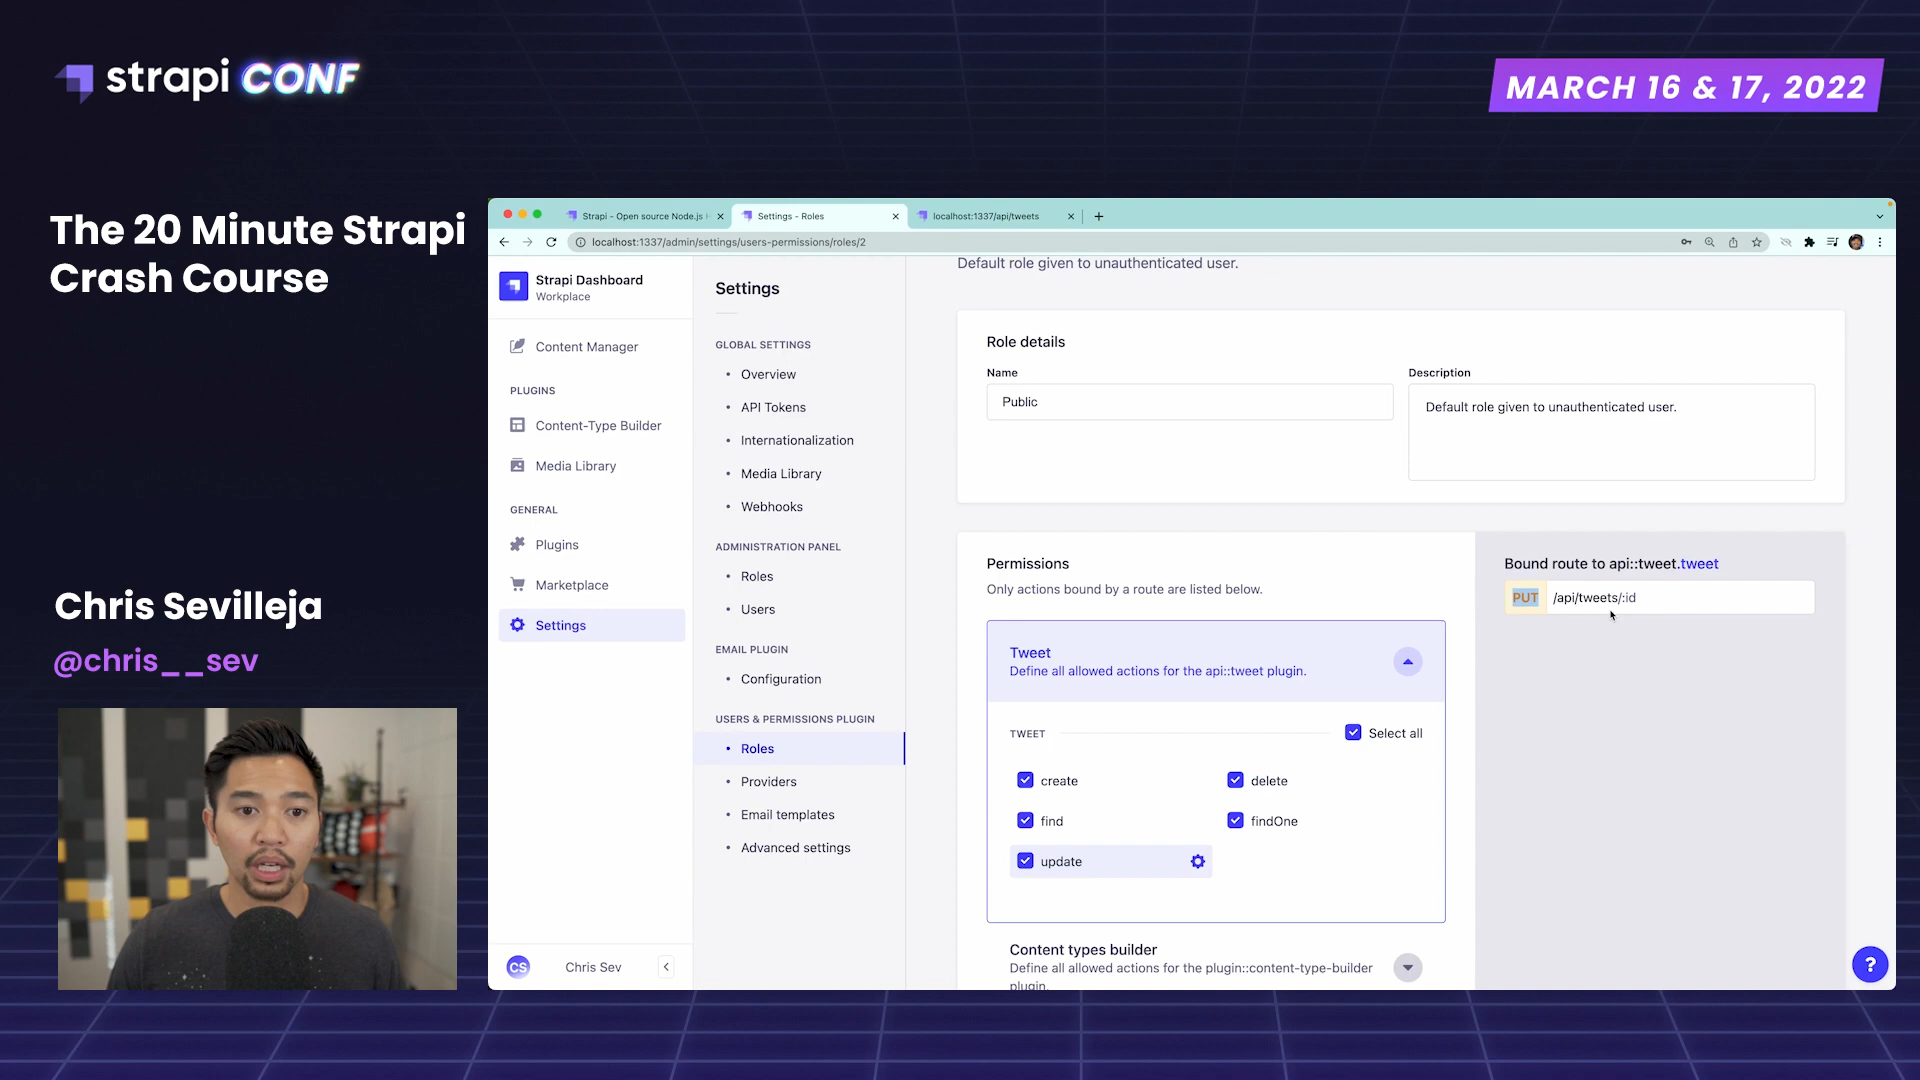 strapi CONF
MARCH 16 & 17, 2022
The 20 Minute Strapi
Crash Course
Chris Sevilleja
@chris__sev
Strapi - Open source Node.js
Settings - Roles
localhost:1337/api/tweets
localhost:1337/admin/settings/users-permissions/roles/2
Strapi Dashboard
Workplace
Content Manager
PLUGINS
Content-Type Builder
Media Library
GENERAL
Plugins
Marketplace
Settings
CS
Chris Sev
Settings
GLOBAL SETTINGS
Overview
API Tokens
Internationalization
Media Library
Webhooks
ADMINISTRATION PANEL
Roles
Users
EMAIL PLUGIN
Configuration
USERS & PERMISSIONS PLUGIN
Roles
Providers
Email templates
Advanced settings
Default role given to unauthenticated user.
Role details
Name
Public
Description
Default role given to unauthenticated user.
Permissions
Only actions bound by a route are listed below.
Tweet
Define all allowed actions for the api::tweet plugin.
TWEET
Select all
create
delete
find
findOne
update
Content types builder
Define all allowed actions for the plugin::content-type-builder
plugin.
Bound route to api::tweet.tweet
PUT /api/tweets/:id
?